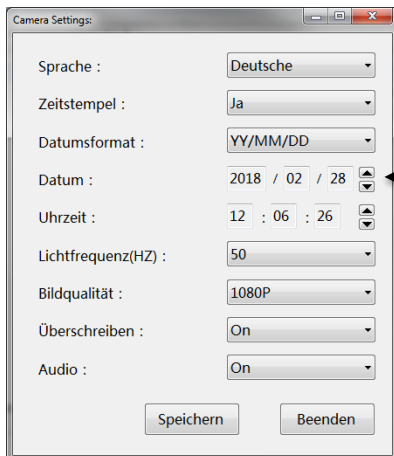 Camera Settings:
Sprache : Deutsche
Zeitstempel : Ja
Datumsformat : YY/MM/DD
Datum : 2018 / 02 / 28
Uhrzeit : 12 : 06 : 26
Lichtfrequenz(HZ) : 50
Bildqualität : 1080P
Überschreiben : On
Audio : On
Speichern Beenden